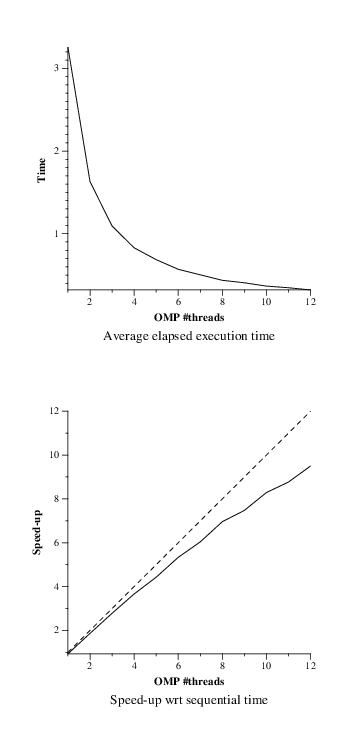 3
2
1
Time
2 4 6 8 10 12
OMP #threads
Average elapsed execution time
12
10
8
6
4
2
Speed-up
2 4 6 8 10 12
OMP #threads
Speed-up wrt sequential time